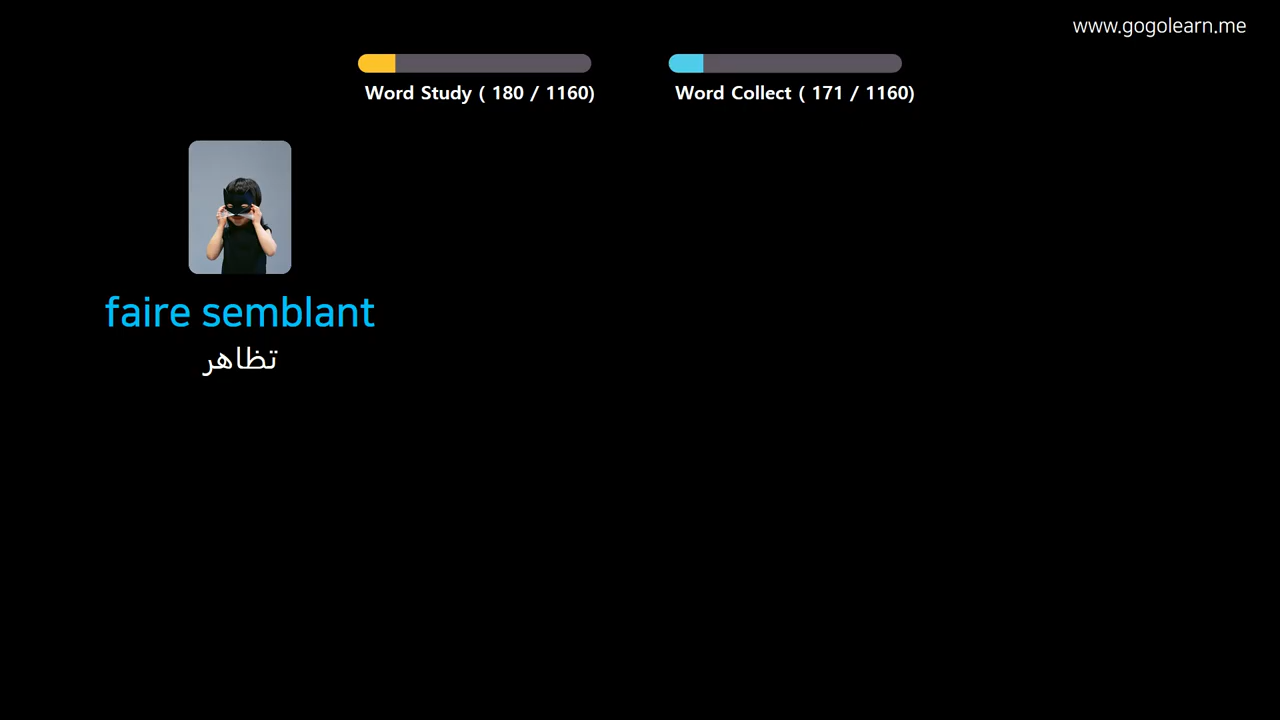 www.gogolearn.me
Word Study ( 180 / 1160)
Word Collect ( 171 / 1160)
faire semblant
تظاهر